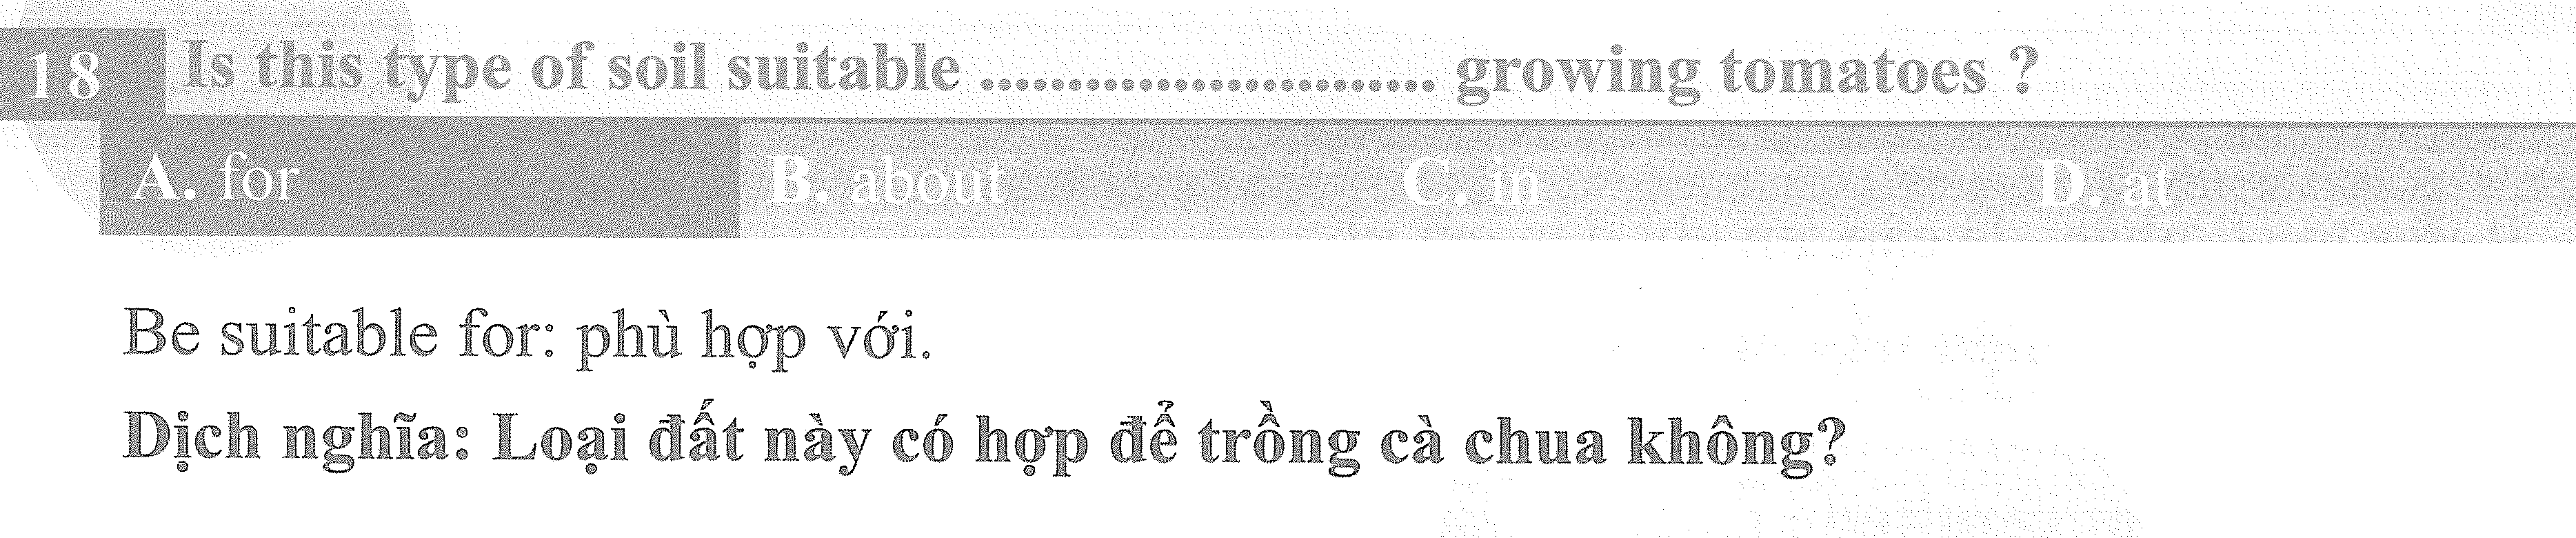 18 Is this type of soil suitable .......................... growing tomatoes ?
A. for B. about C. in D. at
Be suitable for: phù hợp với.
Dịch nghĩa: Loại đất này có hợp để trồng cà chua không?